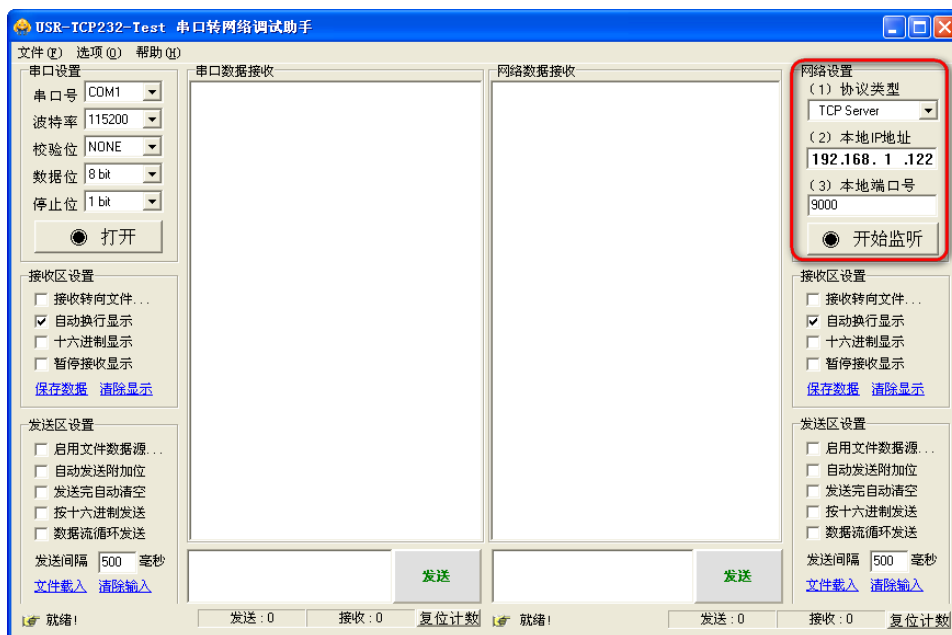 USR-TCP232-Test 串口转网络调试助手
文件(F) 选项(O) 帮助(H)
串口设置
串口号 COM1
波特率 115200
校验位 NONE
数据位 8 bit
停止位 1 bit
打开
接收区设置
接收转向文件...
自动换行显示
十六进制显示
暂停接收显示
保存数据 清除显示
发送区设置
启用文件数据源...
自动发送附加位
发送完自动清空
按十六进制发送
数据流循环发送
发送间隔 500 毫秒
文件载入 清除输入
串口数据接收
发送
就绪!
发送:0
接收:0
复位计数
网络数据接收
发送
就绪!
发送:0
接收:0
复位计数
网络设置
(1) 协议类型
TCP Server
(2) 本地IP地址
192.168. 1 .122
(3) 本地端口号
9000
开始监听
接收区设置
接收转向文件...
自动换行显示
十六进制显示
暂停接收显示
保存数据 清除显示
发送区设置
启用文件数据源...
自动发送附加位
发送完自动清空
按十六进制发送
数据流循环发送
发送间隔 500 毫秒
文件载入 清除输入